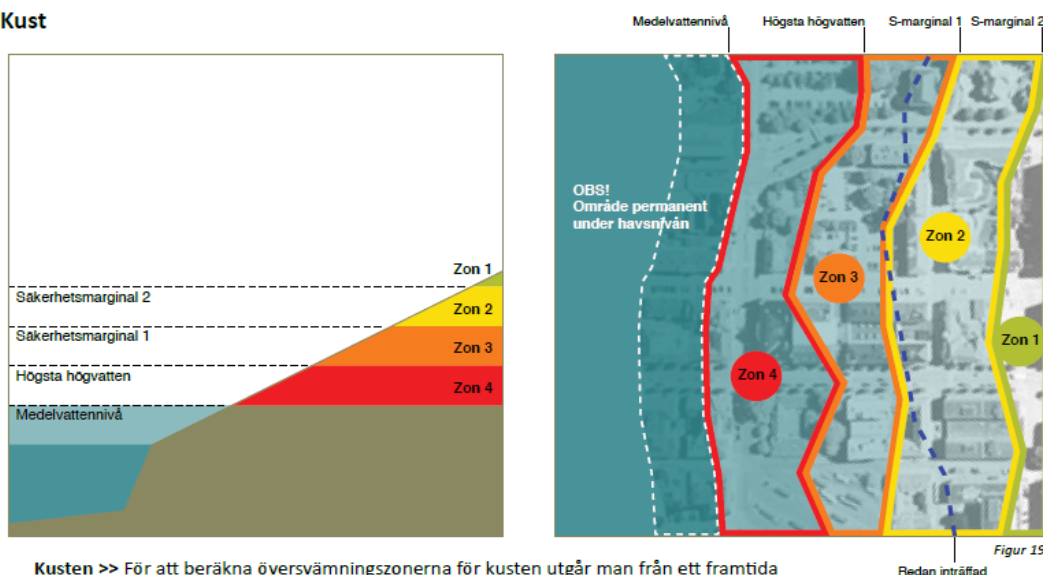 Kust
Medelvattennivå
Högsta högvatten
S-marginal 1
S-marginal 2
Zon 1
Säkerhetsmarginal 2
Zon 2
Säkerhetsmarginal 1
Zon 3
Högsta högvatten
Zon 4
Medelvattennivå
OBS!
Område permanent
under havsnivån
Zon 2
Zon 3
Zon 1
Zon 4
Figur 19
Kusten >> För att beräkna översvämningszonerna för kusten utgår man från ett framtida
Redan inträffad